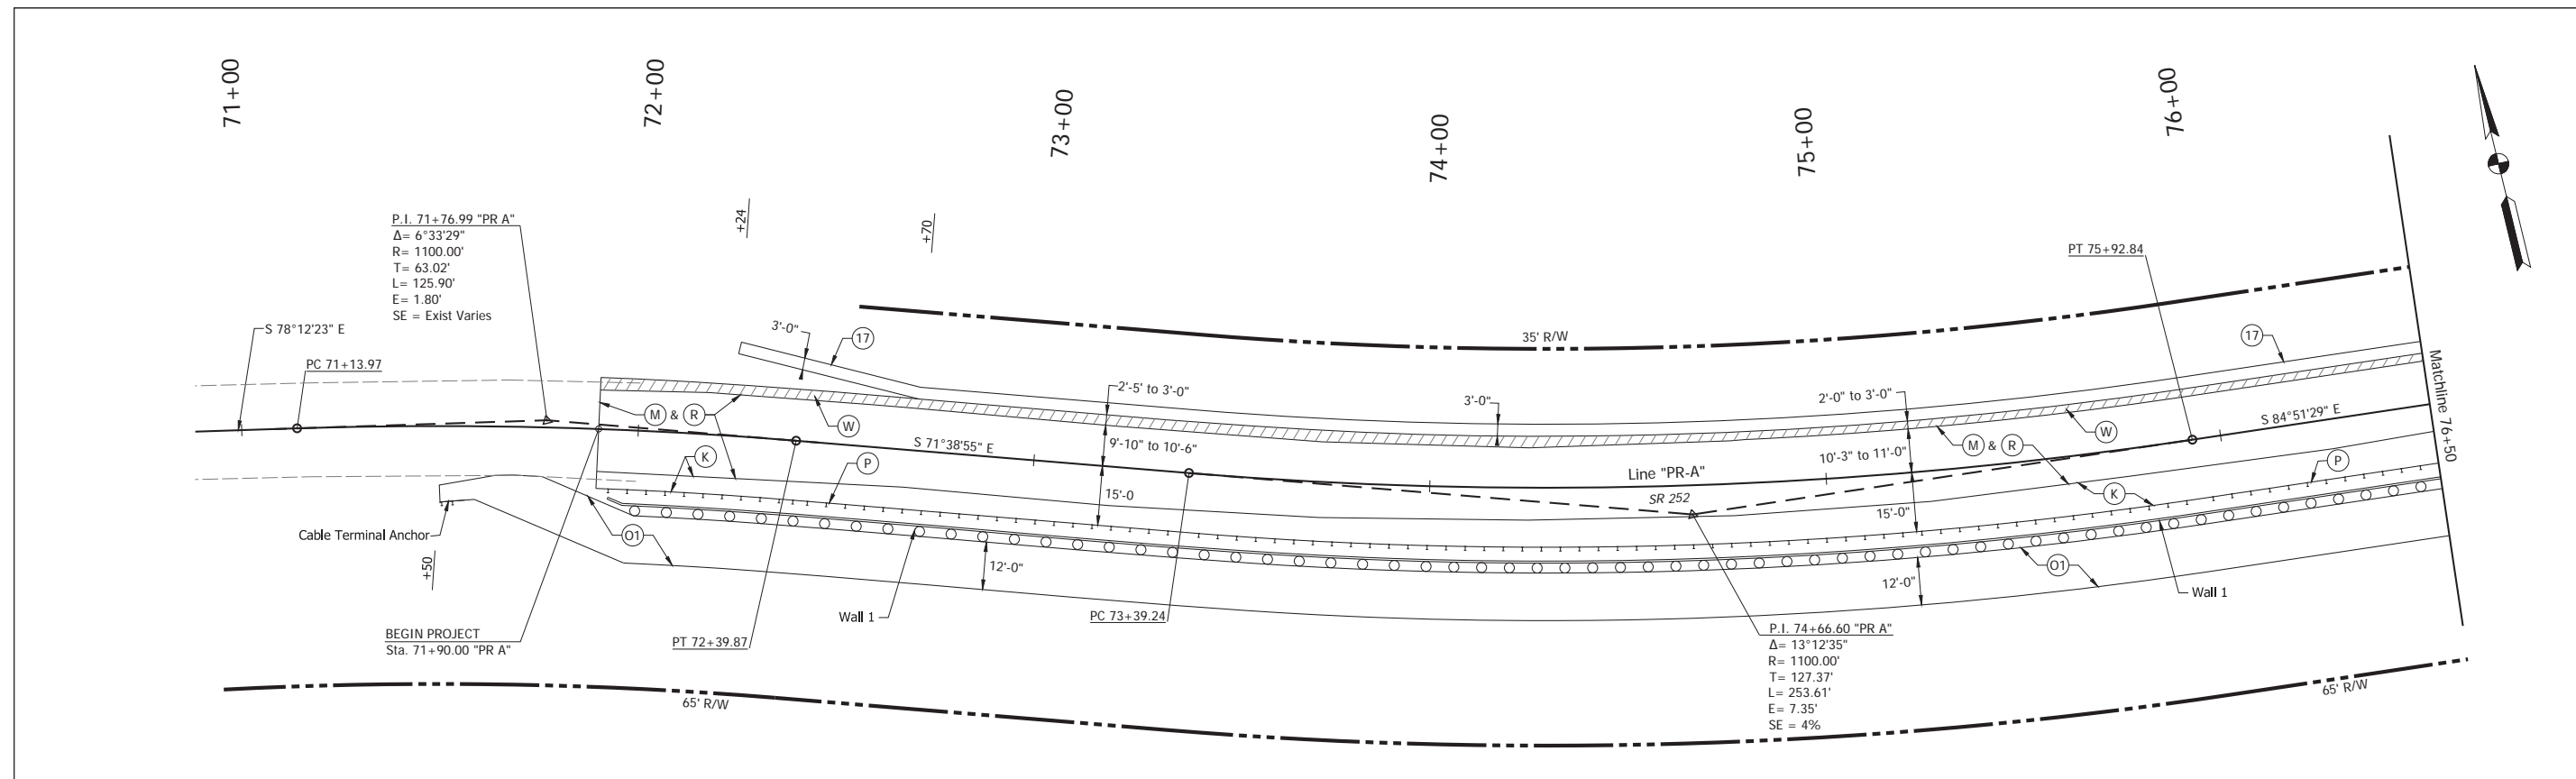 71+00
72+00
73+00
74+00
75+00
76+00
+24
+70
P.I. 71+76.99 "PR A"
Δ= 6°33'29"
R= 1100.00'
T= 63.02'
L= 125.90'
E= 1.80'
SE = Exist Varies
S 78°12'23" E
PC 71+13.97
3'-0"
17
35' R/W
PT 75+92.84
17
Matchline 76+50
M & R
W
2'-5' to 3'-0"
3'-0"
2'-0" to 3'-0"
S 84°51'29" E
W
M & R
S 71°38'55" E
9'-10" to 10'-6"
10'-3" to 11'-0"
K
P
Line "PR-A"
P
15'-0
SR 252
K
15'-0"
Cable Terminal Anchor
O1
+50
12'-0"
O1
12'-0"
Wall 1
Wall 1
PC 73+39.24
BEGIN PROJECT
Sta. 71+90.00 "PR A"
PT 72+39.87
P.I. 74+66.60 "PR A"
Δ= 13°12'35"
R= 1100.00'
T= 127.37'
L= 253.61'
E= 7.35'
SE = 4%
65' R/W
65' R/W